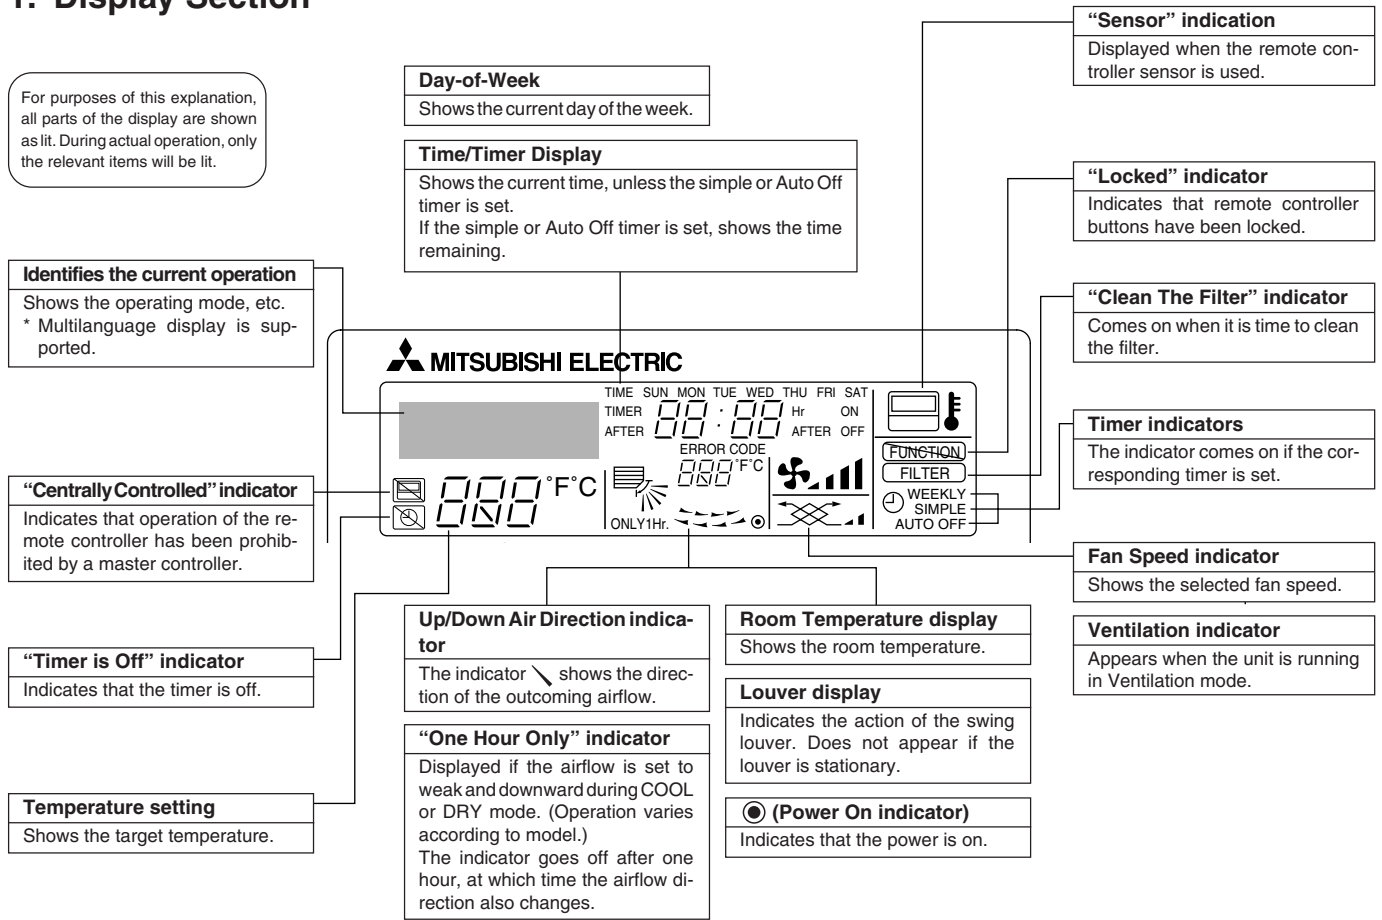 1. Display Section
For purposes of this explanation,
all parts of the display are shown
as lit. During actual operation, only
the relevant items will be lit.
Day-of-Week
Shows the current day of the week.
Time/Timer Display
Shows the current time, unless the simple or Auto Off
timer is set.
If the simple or Auto Off timer is set, shows the time
remaining.
"Sensor" indication
Displayed when the remote con-
troller sensor is used.
"Locked" indicator
Indicates that remote controller
buttons have been locked.
"Clean The Filter" indicator
Comes on when it is time to clean
the filter.
Timer indicators
The indicator comes on if the cor-
responding timer is set.
Fan Speed indicator
Shows the selected fan speed.
Ventilation indicator
Appears when the unit is running
in Ventilation mode.
Identifies the current operation
Shows the operating mode, etc.
* Multilanguage display is sup-
ported.
"Centrally Controlled" indicator
Indicates that operation of the re-
mote controller has been prohib-
ited by a master controller.
"Timer is Off" indicator
Indicates that the timer is off.
Temperature setting
Shows the target temperature.
MITSUBISHI ELECTRIC
TIME SUN MON TUE WED THU FRI SAT
TIMER 88:88 Hr ON
AFTER AFTER OFF
ERROR CODE
°F°C
°F°C
ONLY1Hr.
FUNCTION
FILTER
WEEKLY
SIMPLE
AUTO OFF
Up/Down Air Direction indica-
tor
The indicator shows the direc-
tion of the outcoming airflow.
"One Hour Only" indicator
Displayed if the airflow is set to
weak and downward during COOL
or DRY mode. (Operation varies
according to model.)
The indicator goes off after one
hour, at which time the airflow di-
rection also changes.
Room Temperature display
Shows the room temperature.
Louver display
Indicates the action of the swing
louver. Does not appear if the
louver is stationary.
(Power On indicator)
Indicates that the power is on.